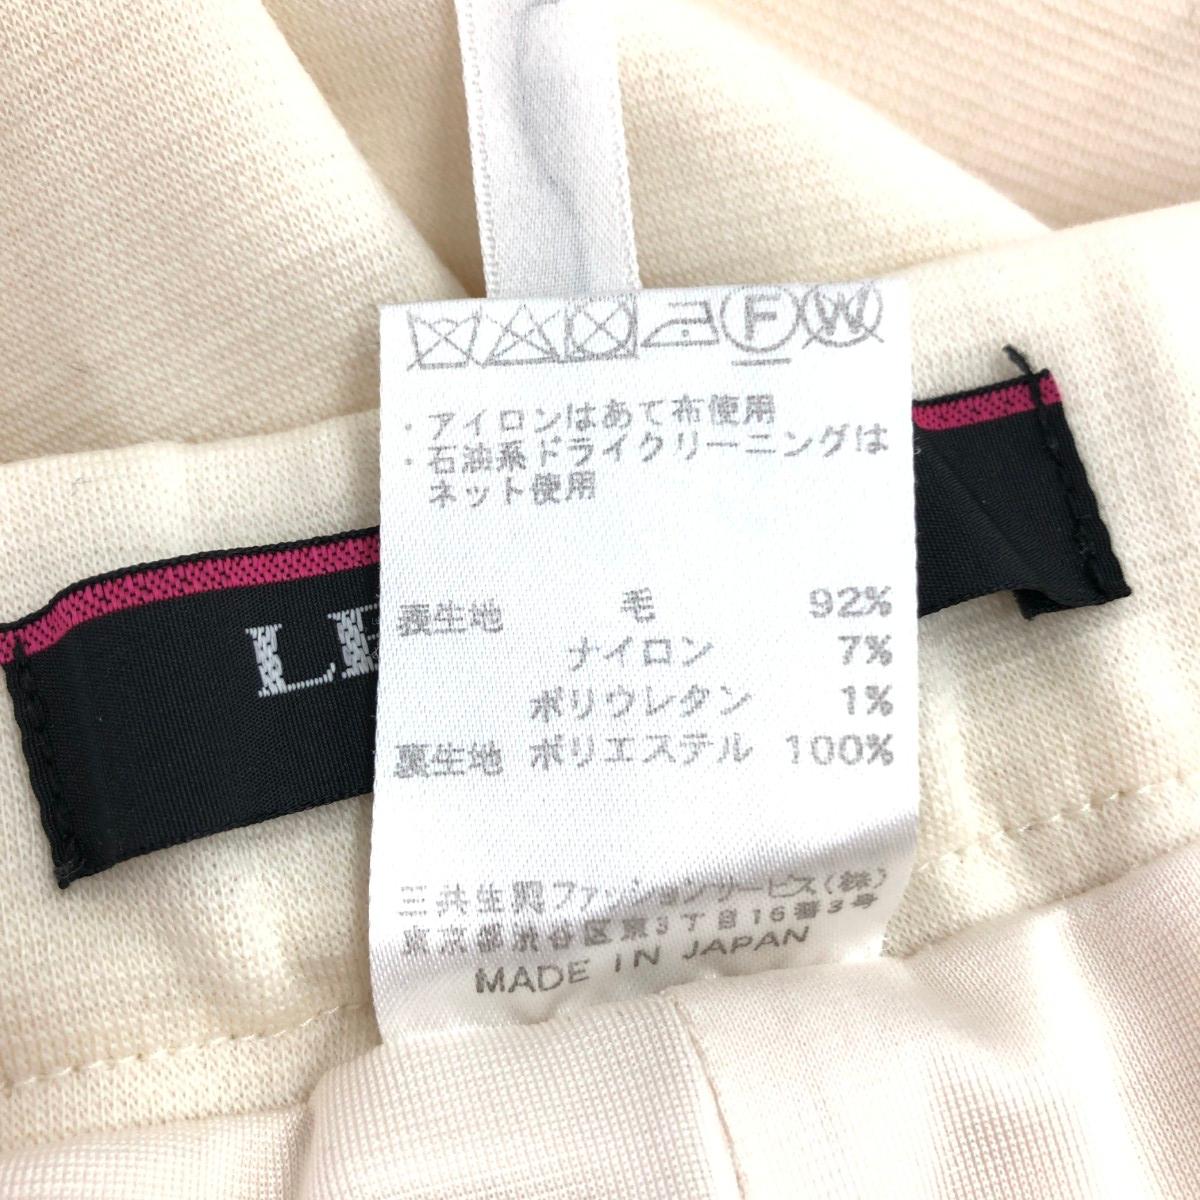 F W
・アイロンはあて布使用
・石油系ドライクリーニングは
ネット使用
LE
表生地 毛 92%
ナイロン 7%
ポリウレタン 1%
裏生地 ポリエステル 100%
三共生興ファッションサービス(株)
東京都渋谷区東3丁目16番3号
MADE IN JAPAN